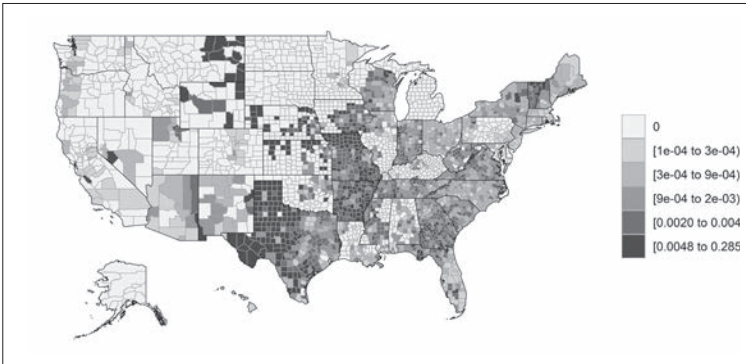 0
[1e-04 to 3e-04)
[3e-04 to 9e-04)
[9e-04 to 2e-03)
[0.0020 to 0.004
[0.0048 to 0.285